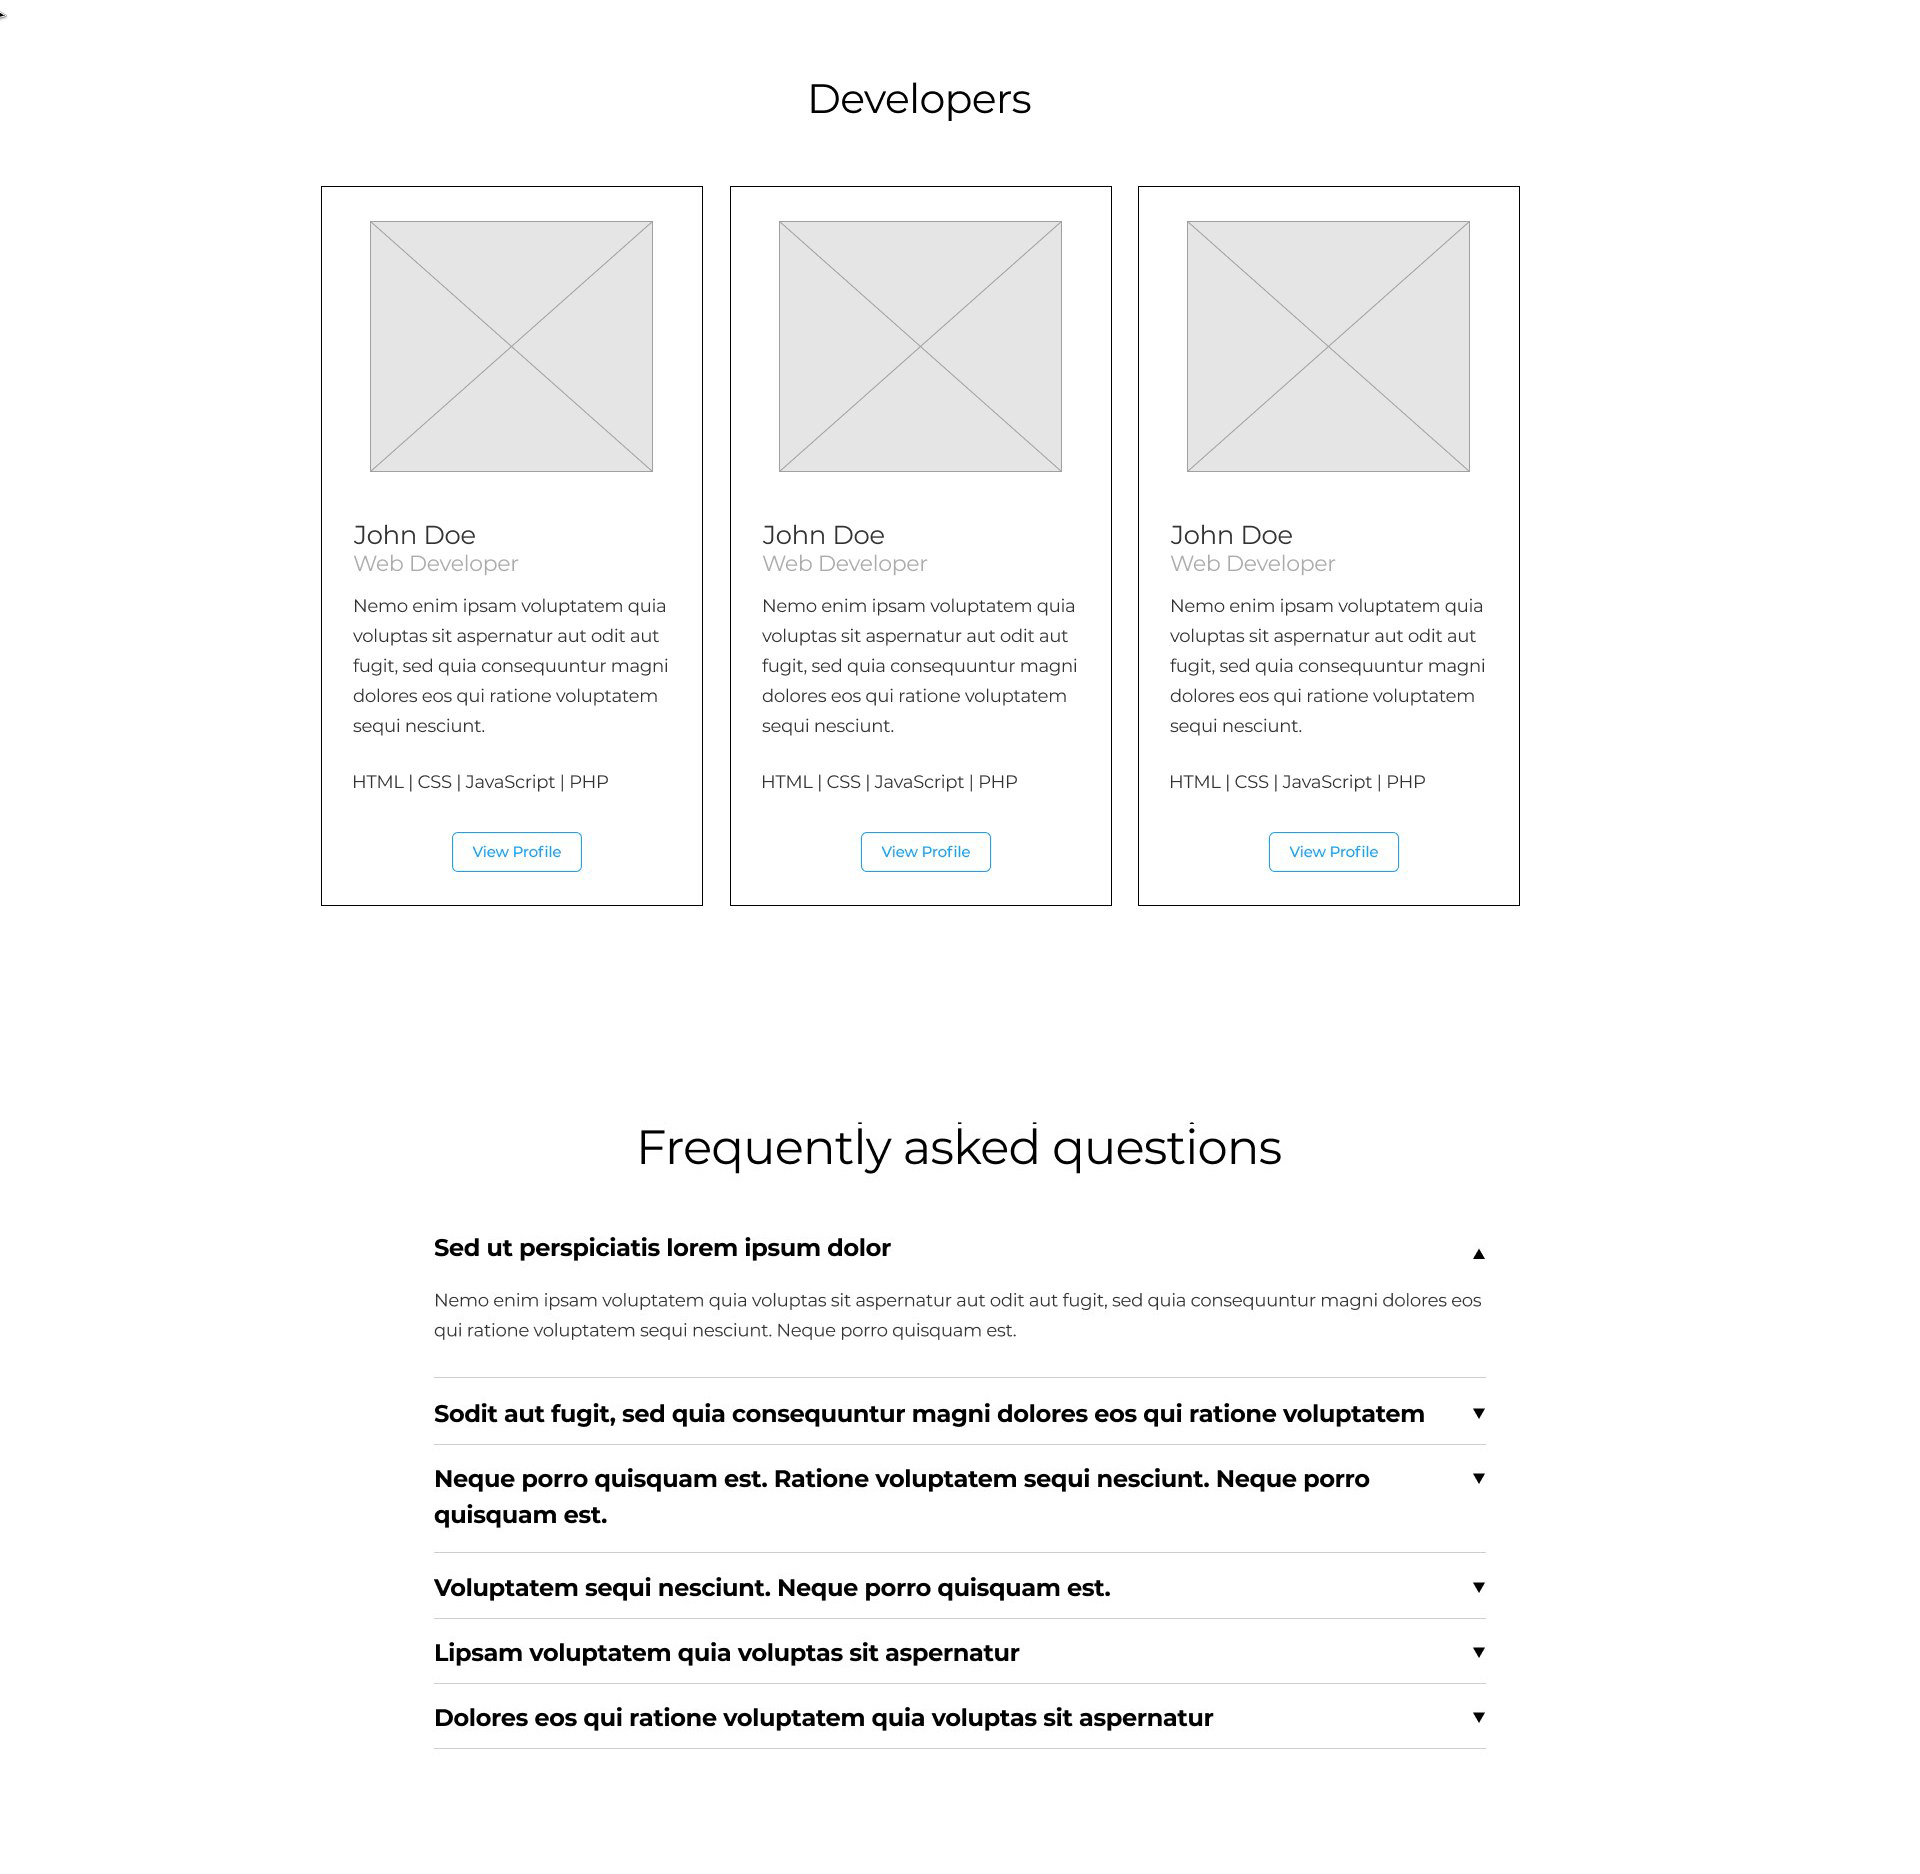 Developers
John Doe
Web Developer
Nemo enim ipsam voluptatem quia
voluptas sit aspernatur aut odit aut
fugit, sed quia consequuntur magni
dolores eos qui ratione voluptatem
sequi nesciunt.
HTML | CSS | JavaScript | PHP
View Profile
John Doe
Web Developer
Nemo enim ipsam voluptatem quia
voluptas sit aspernatur aut odit aut
fugit, sed quia consequuntur magni
dolores eos qui ratione voluptatem
sequi nesciunt.
HTML | CSS | JavaScript | PHP
View Profile
John Doe
Web Developer
Nemo enim ipsam voluptatem quia
voluptas sit aspernatur aut odit aut
fugit, sed quia consequuntur magni
dolores eos qui ratione voluptatem
sequi nesciunt.
HTML | CSS | JavaScript | PHP
View Profile
Frequently asked questions
Sed ut perspiciatis lorem ipsum dolor
Nemo enim ipsam voluptatem quia voluptas sit aspernatur aut odit aut fugit, sed quia consequuntur magni dolores eos
qui ratione voluptatem sequi nesciunt. Neque porro quisquam est.
Sodit aut fugit, sed quia consequuntur magni dolores eos qui ratione voluptatem
Neque porro quisquam est. Ratione voluptatem sequi nesciunt. Neque porro
quisquam est.
Voluptatem sequi nesciunt. Neque porro quisquam est.
Lipsam voluptatem quia voluptas sit aspernatur
Dolores eos qui ratione voluptatem quia voluptas sit aspernatur